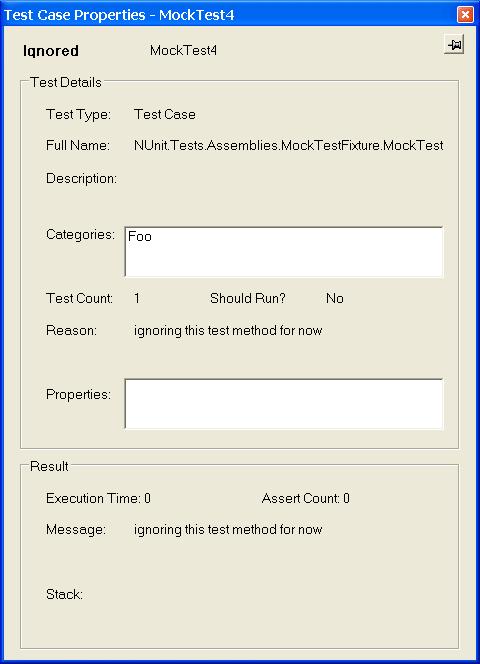 Test Case Properties - MockTest4
Ignored MockTest4
Test Details
Test Type: Test Case
Full Name: NUnit.Tests.Assemblies.MockTestFixture.MockTest
Description:
Categories: Foo
Test Count: 1 Should Run? No
Reason: ignoring this test method for now
Properties:
Result
Execution Time: 0 Assert Count: 0
Message: ignoring this test method for now
Stack: